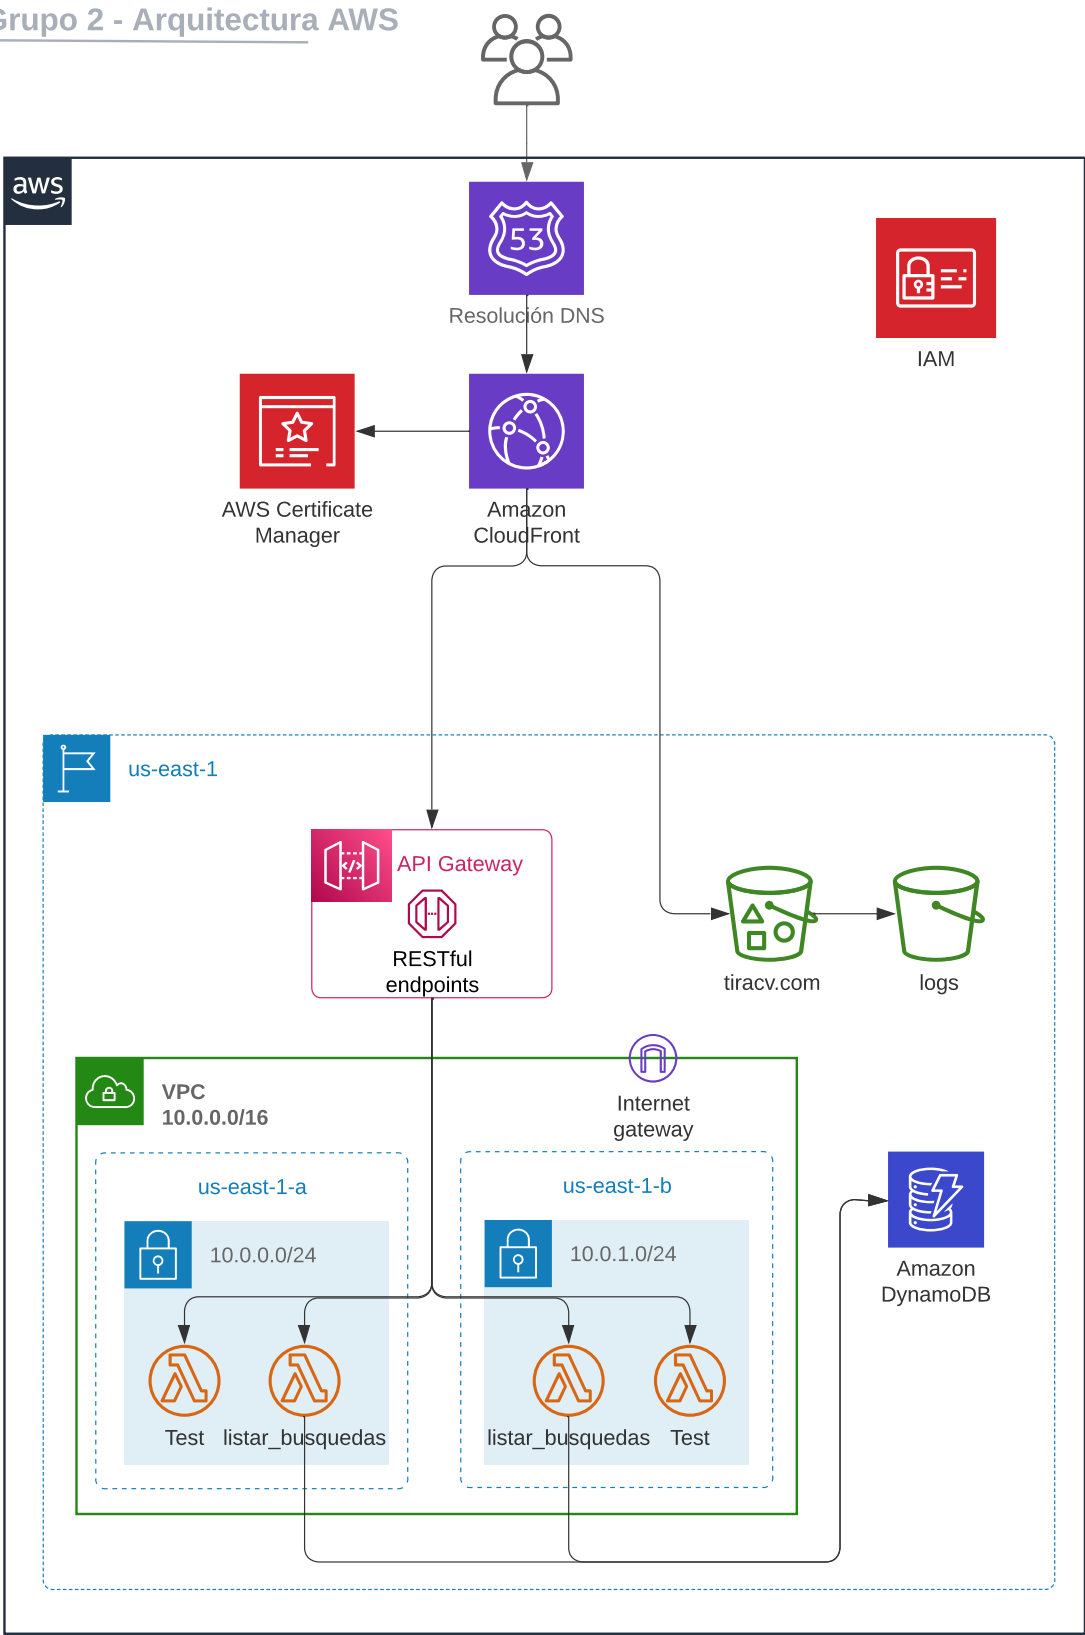 Grupo 2 - Arquitectura AWS
aws
53
Resolución DNS
IAM
AWS Certificate
Manager
Amazon
CloudFront
us-east-1
API Gateway
RESTful
endpoints
tiracv.com
logs
VPC
10.0.0.0/16
Internet
gateway
us-east-1-a
us-east-1-b
10.0.0.0/24
10.0.1.0/24
Amazon
DynamoDB
Test
listar_busquedas
listar_busquedas
Test